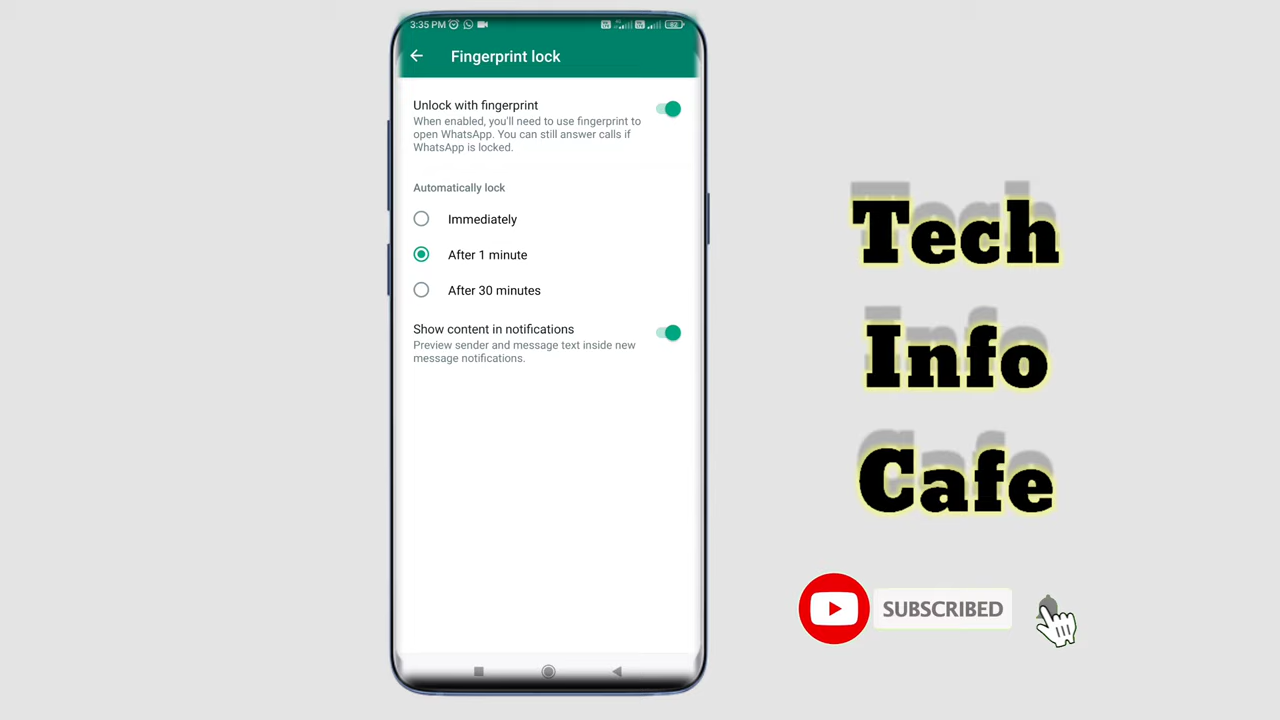 3:35 PM
Fingerprint lock
Unlock with fingerprint
When enabled, you'll need to use fingerprint to
open WhatsApp. You can still answer calls if
WhatsApp is locked.
Automatically lock
Immediately
After 1 minute
After 30 minutes
Show content in notifications
Preview sender and message text inside new
message notifications.
Tech
Info
Cafe
SUBSCRIBED